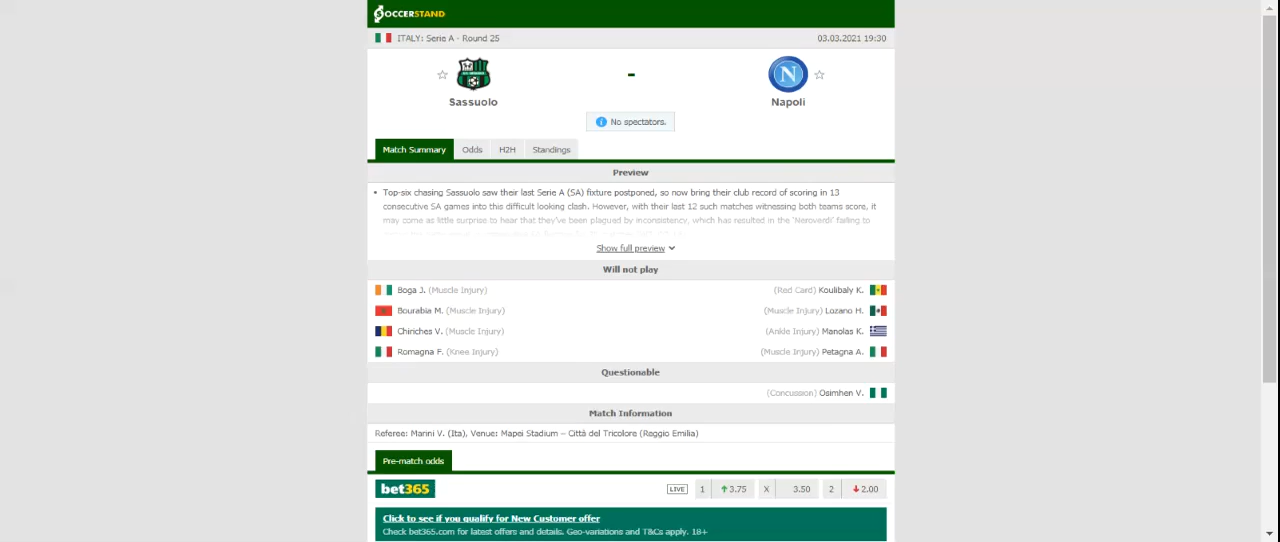 SOCCERSTAND
ITALY: Serie A - Round 25
03.03.2021 19:30
-
Sassuolo
Napoli
No spectators.
Match Summary Odds H2H Standings
Preview
• Top-six chasing Sassuolo saw their last Serie A (SA) fixture postponed, so now bring their club record of scoring in 13
consecutive SA games into this difficult looking clash. However, with their last 12 such matches witnessing both teams score, it
may come as little surprise to hear that they've been plagued by inconsistency, which has resulted in the 'Neroverdi' failing to
Show full preview
Will not play
Boga J. (Muscle Injury) (Red Card) Koulibaly K.
Bourabia M. (Muscle Injury) (Muscle Injury) Lozano H.
Chiriches V. (Muscle Injury) (Ankle Injury) Manolas K.
Romagna F. (Knee Injury) (Muscle Injury) Petagna A.
Questionable
(Concussion) Osimhen V.
Match Information
Referee: Marini V. (Ita), Venue: Mapei Stadium – Città del Tricolore (Reggio Emilia)
Pre-match odds
bet365 LIVE 1 3.75 X 3.50 2 2.00
Click to see if you qualify for New Customer offer
Check bet365.com for latest offers and details. Geo-variations and T&Cs apply. 18+